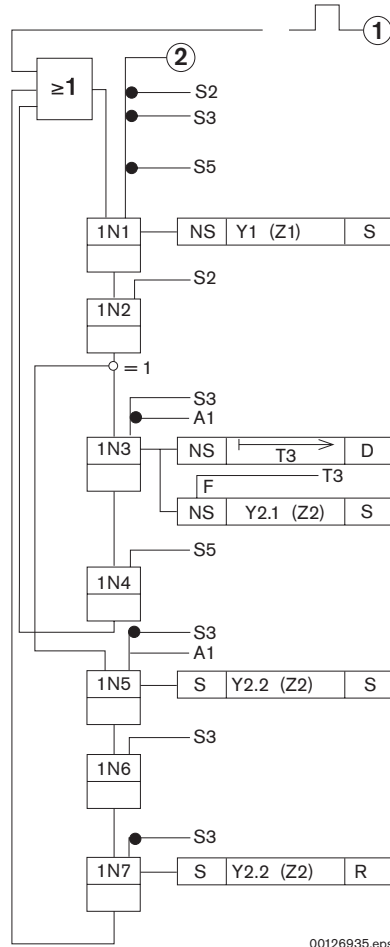 1
≥1
2
S2
S3
S5
1N1 NS Y1 (Z1) S
S2
1N2
= 1
S3
A1
1N3 NS T3 D
T3
F
NS Y2.1 (Z2) S
S5
1N4
S3
A1
1N5 S Y2.2 (Z2) S
S3
1N6
S3
1N7 S Y2.2 (Z2) R
00126935.eps